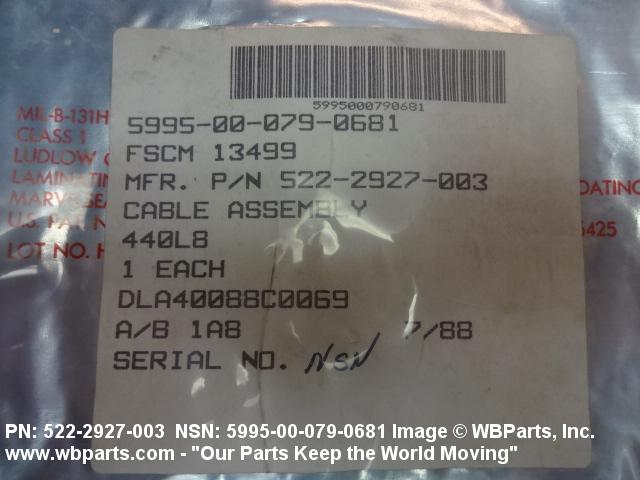 5995000790681
5995-00-079-0681
FSCM 13499
MFR. P/N 522-2927-003
CABLE ASSEMBLY
440L8
1 EACH
DLA40088C0069
A/B 1A8 7/88
SERIAL NO. NSN
MIL-B-131H
CLASS 1
LUDLOW
U.S.
LOT NO.
PN: 522-2927-003 NSN: 5995-00-079-0681 Image © WBParts, Inc.
www.wbparts.com - "Our Parts Keep the World Moving"